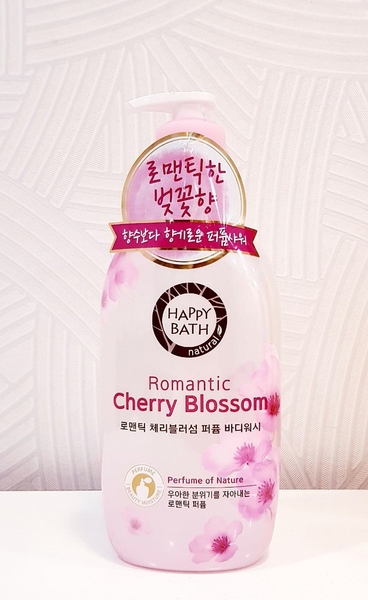 로맨틱한
벚꽃향
향수보다 향기로운 퍼퓸샤워
HAPPY
BATH
natural
Romantic
Cherry Blossom
로맨틱 체리블러섬 퍼퓸 바디워시
PERFUME
BEAUTY MOISTURE
Perfume of Nature
우아한 분위기를 자아내는
로맨틱 퍼퓸